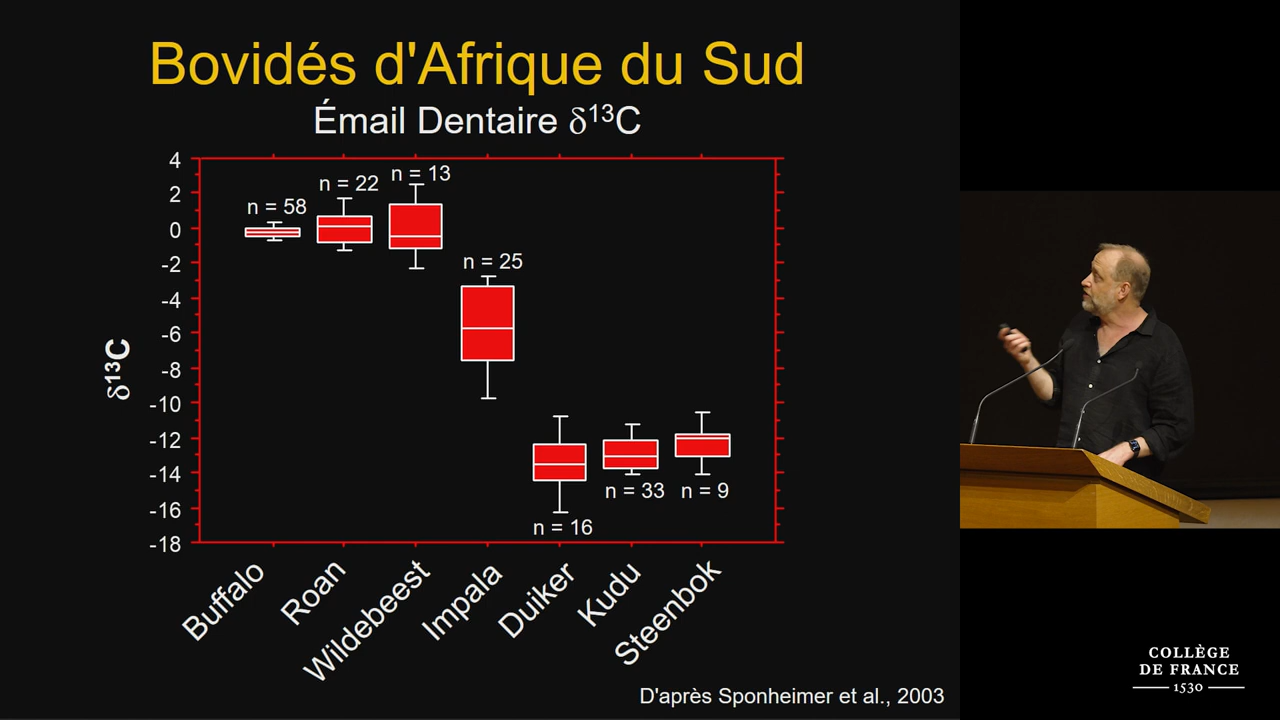 Bovidés d'Afrique du Sud
Émail Dentaire δ¹³C
δ¹³C
4
2
0
-2
-4
-6
-8
-10
-12
-14
-16
-18
n = 58
n = 22
n = 13
n = 25
n = 16
n = 33
n = 9
Buffalo
Roan
Wildebeest
Impala
Duiker
Kudu
Steenbok
D'après Sponheimer et al., 2003
COLLÈGE
DE FRANCE
1530